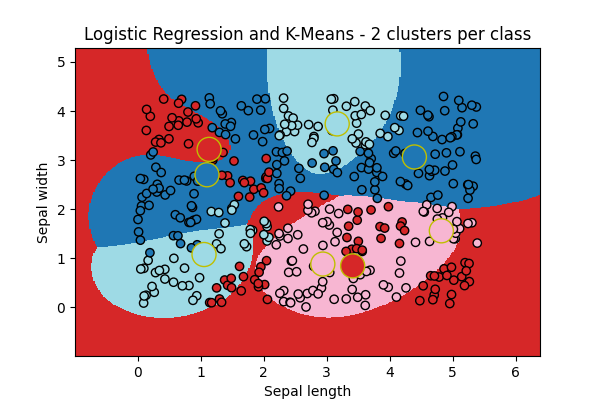 Logistic Regression and K-Means - 2 clusters per class
5
4
3
2
1
0
Sepal width
0 1 2 3 4 5 6
Sepal length